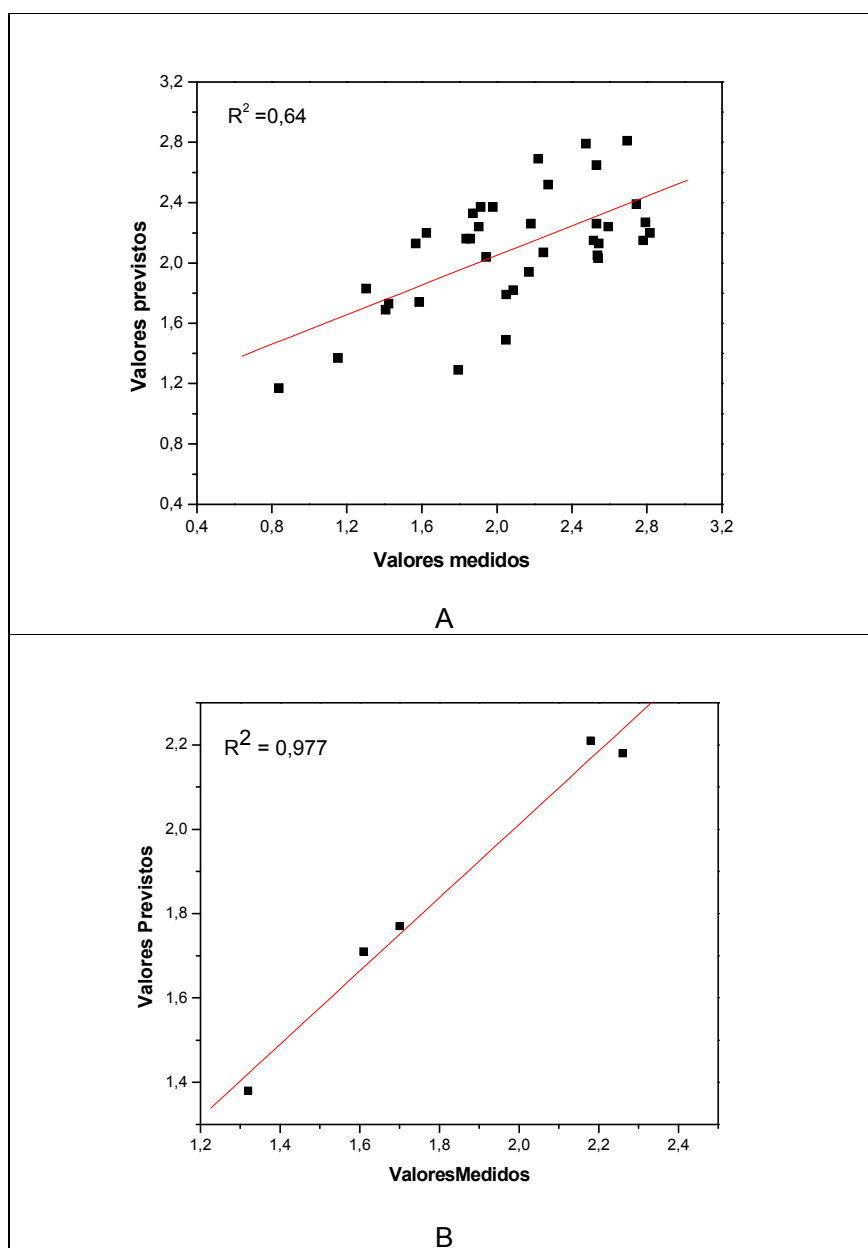 3,2
R² =0,64
2,8
2,4
2,0
1,6
1,2
0,8
0,4
Valores previstos
0,4 0,8 1,2 1,6 2,0 2,4 2,8 3,2
Valores medidos
A
R² = 0,977
2,2
2,0
1,8
1,6
1,4
Valores Previstos
1,2 1,4 1,6 1,8 2,0 2,2 2,4
ValoresMedidos
B